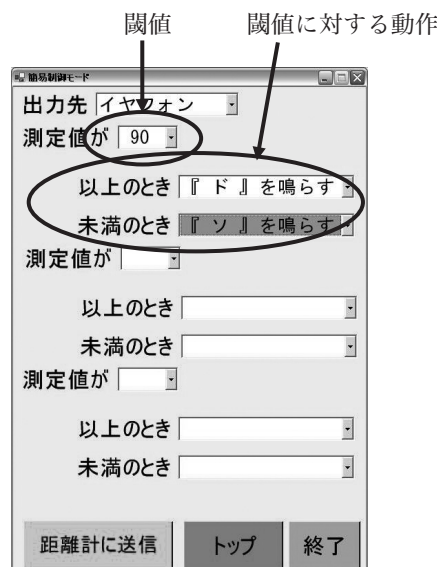 閾値 閾値に対する動作
簡易制御モード
出力先 イヤフォン
測定値が 90
以上のとき 『 ド 』を鳴らす
未満のとき 『 ソ 』を鳴らす
測定値が
以上のとき
未満のとき
測定値が
以上のとき
未満のとき
距離計に送信 トップ 終了